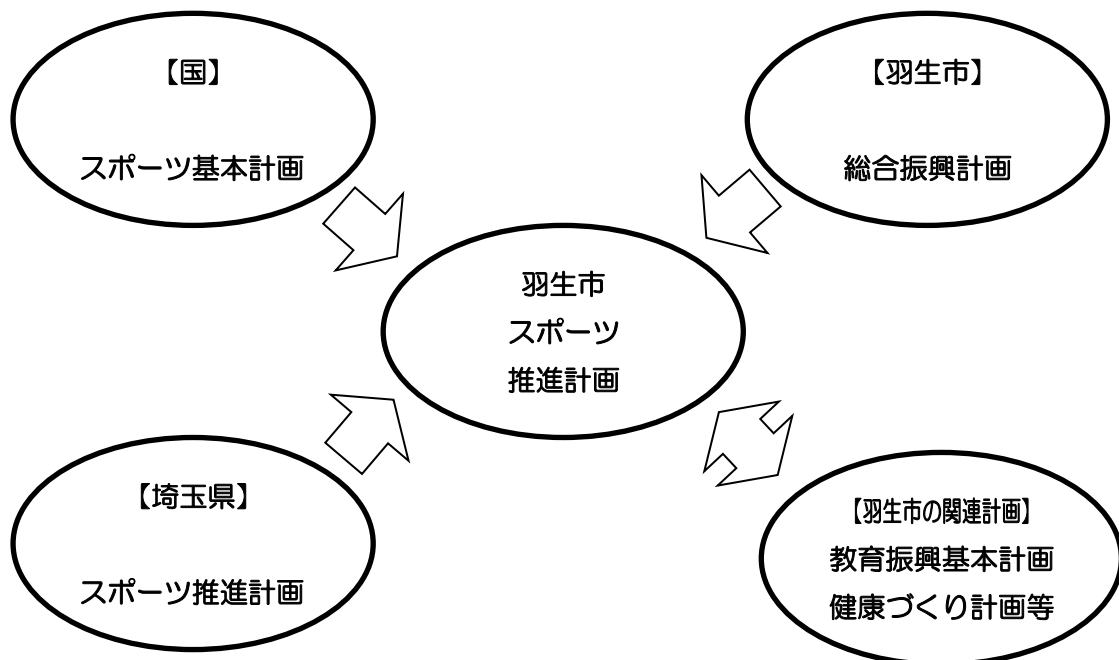 【国】
スポーツ基本計画
【羽生市】
総合振興計画
羽生市
スポーツ
推進計画
【埼玉県】
スポーツ推進計画
【羽生市の関連計画】
教育振興基本計画
健康づくり計画等